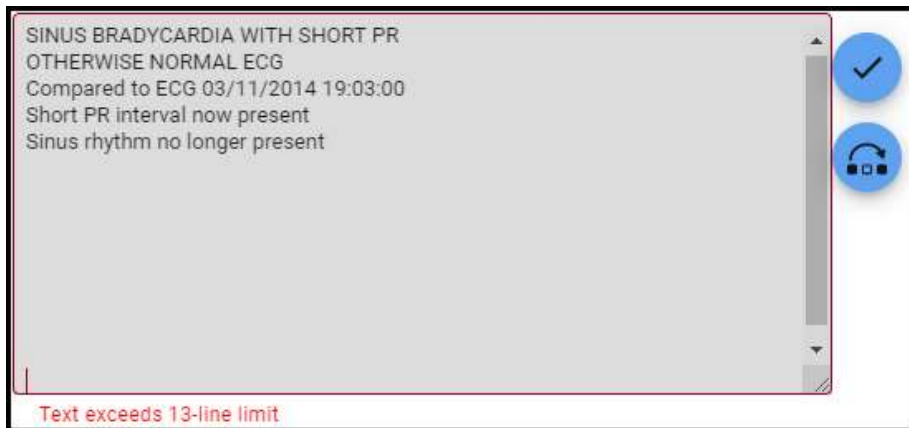 SINUS BRADYCARDIA WITH SHORT PR
OTHERWISE NORMAL ECG
Compared to ECG 03/11/2014 19:03:00
Short PR interval now present
Sinus rhythm no longer present
Text exceeds 13-line limit